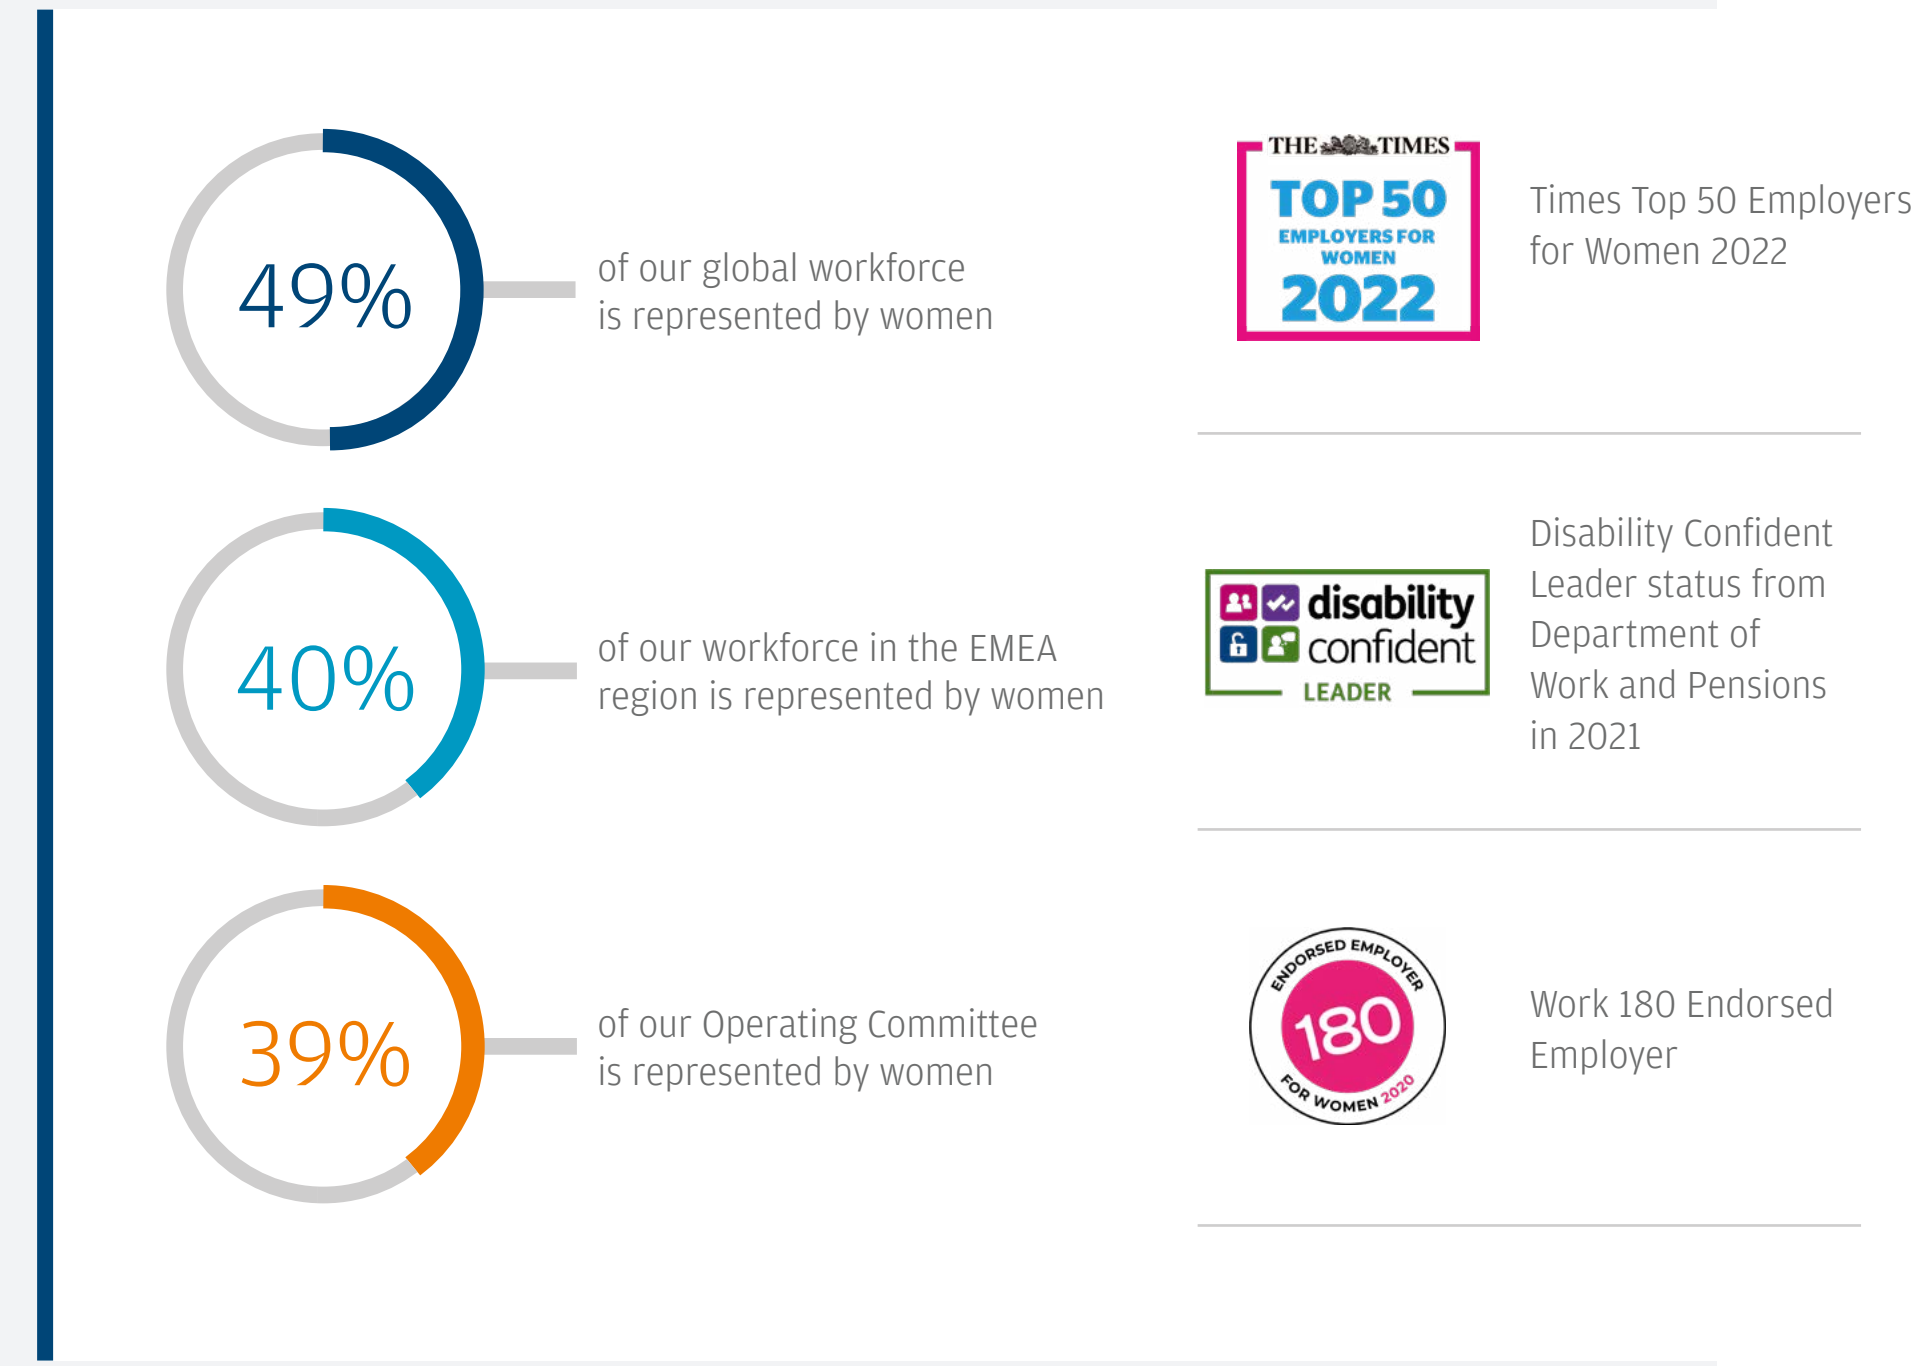 49%
of our global workforce
is represented by women
40%
of our workforce in the EMEA
region is represented by women
39%
of our Operating Committee
is represented by women
THE TIMES
TOP 50
EMPLOYERS FOR
WOMEN
2022
Times Top 50 Employers
for Women 2022
disability
confident
LEADER
Disability Confident
Leader status from
Department of
Work and Pensions
in 2021
ENDORSED EMPLOYER
180
FOR WOMEN 2020
Work 180 Endorsed
Employer